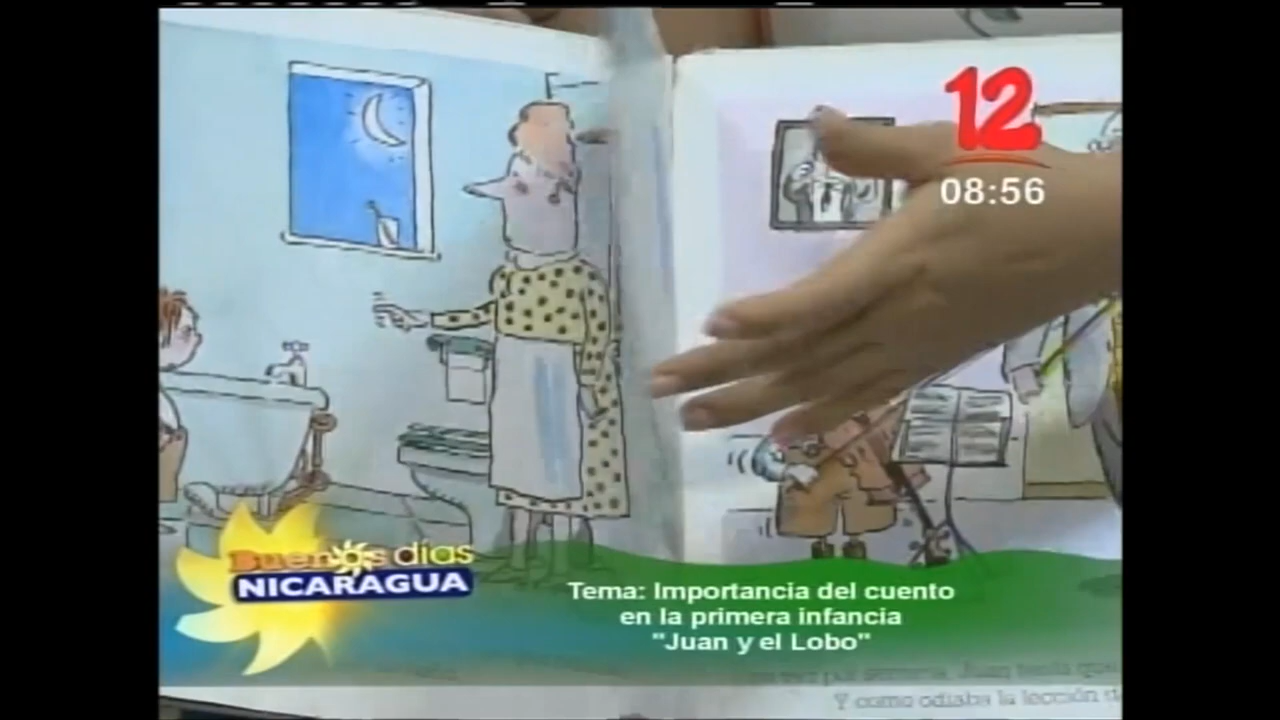 12
08:56
Buenos días
NICARAGUA
Tema: Importancia del cuento
en la primera infancia
"Juan y el Lobo"
Juan tenía que
Y como odiaba la lección d